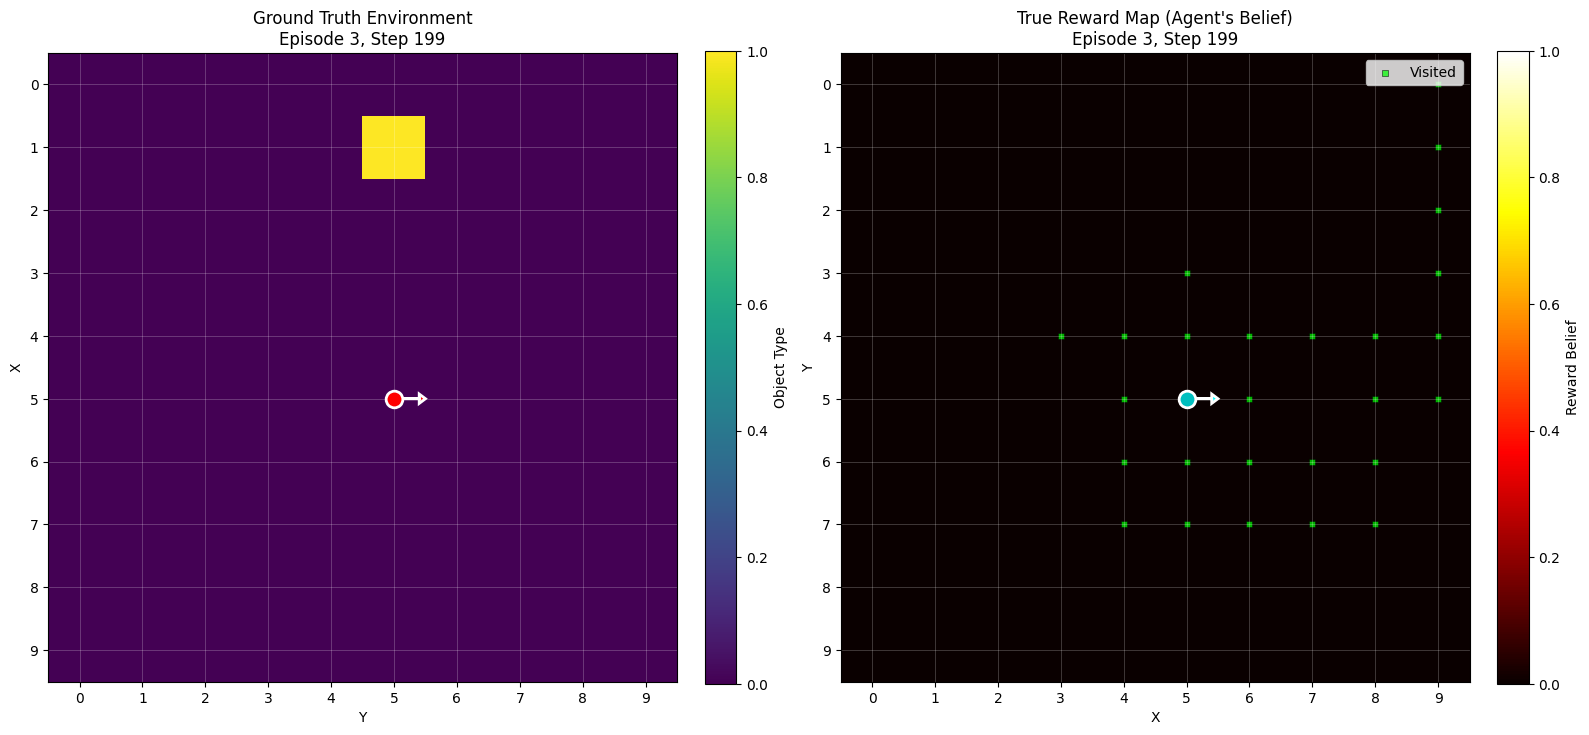 Ground Truth Environment
Episode 3, Step 199
X
0
1
2
3
4
5
6
7
8
9
0 1 2 3 4 5 6 7 8 9
Y
1.0
0.8
0.6
0.4
0.2
0.0
Object Type
True Reward Map (Agent's Belief)
Episode 3, Step 199
Visited
Y
0
1
2
3
4
5
6
7
8
9
0 1 2 3 4 5 6 7 8 9
X
1.0
0.8
0.6
0.4
0.2
0.0
Reward Belief